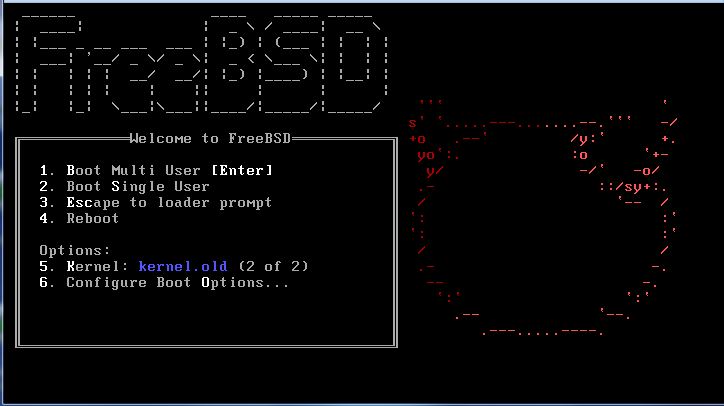 FreeBSD
Welcome to FreeBSD
1. Boot Multi User [Enter]
2. Boot Single User
3. Escape to loader prompt
4. Reboot
Options:
5. Kernel: kernel.old (2 of 2)
6. Configure Boot Options...